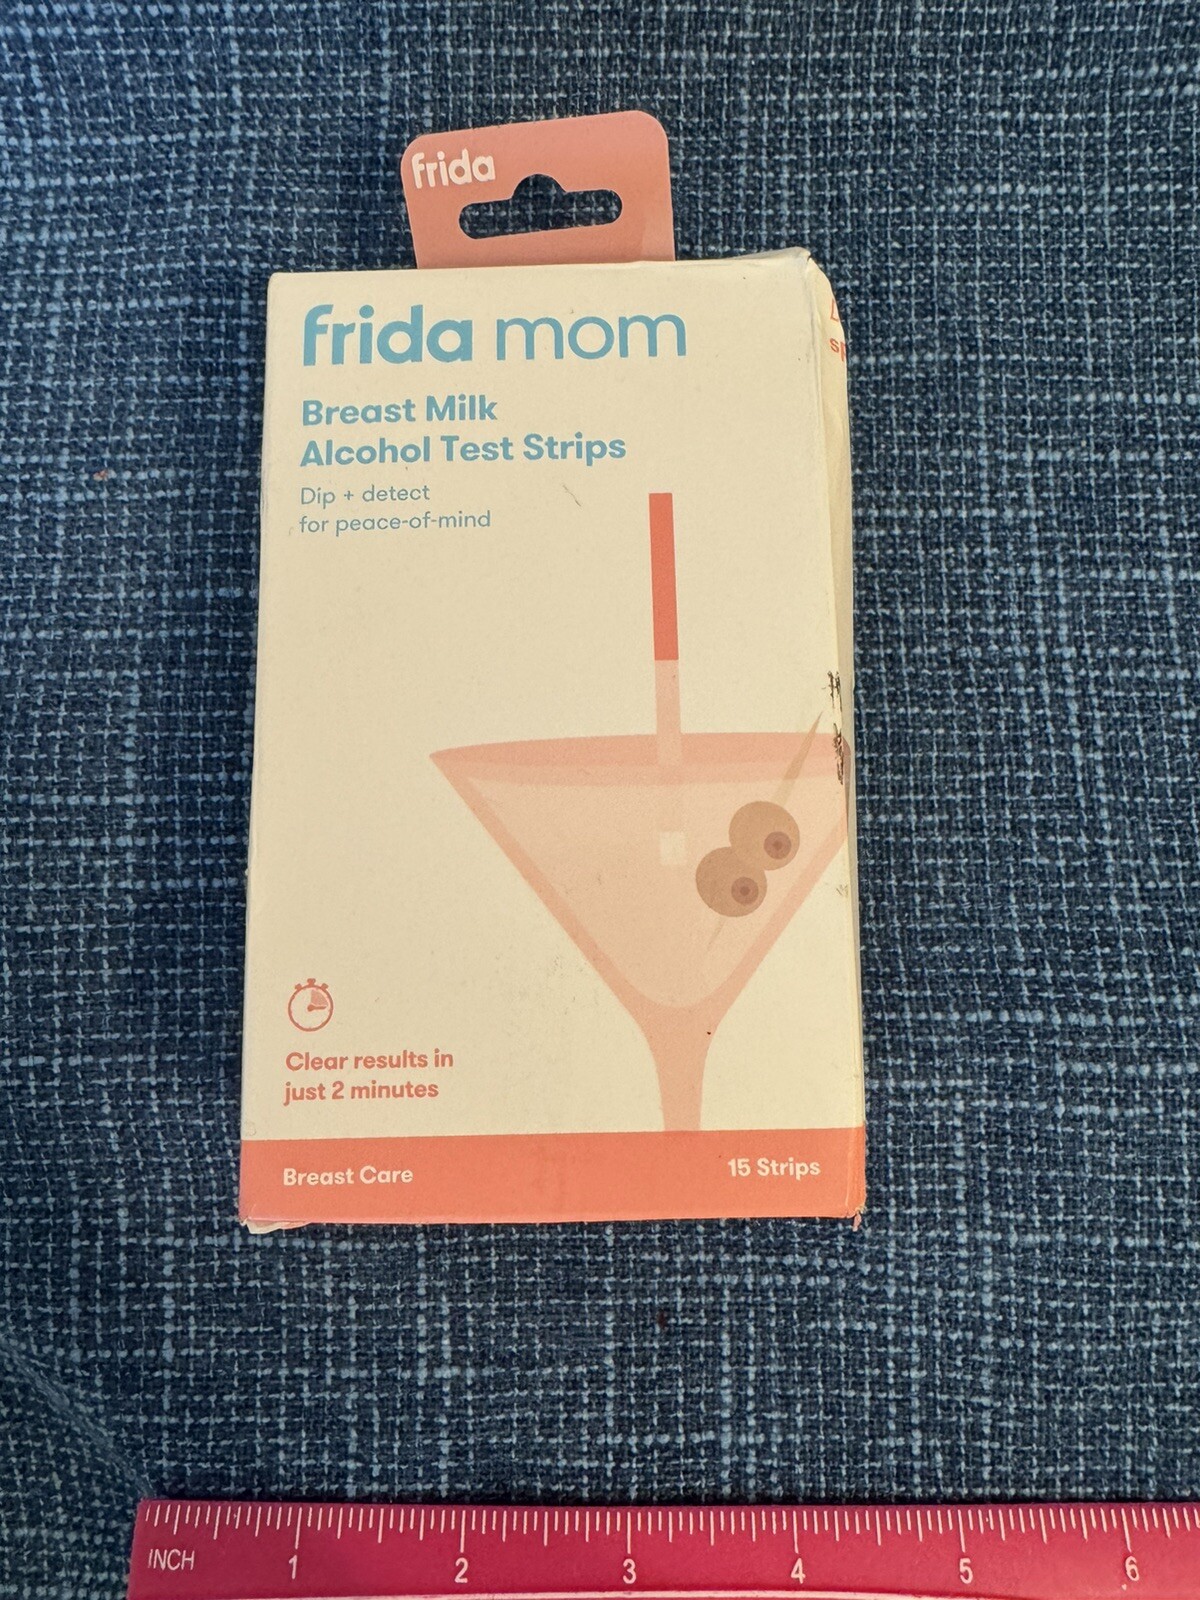 frida
frida mom
Breast Milk
Alcohol Test Strips
Dip + detect
for peace-of-mind
Clear results in
just 2 minutes
Breast Care
15 Strips
INCH
1
2
3
4
5
6